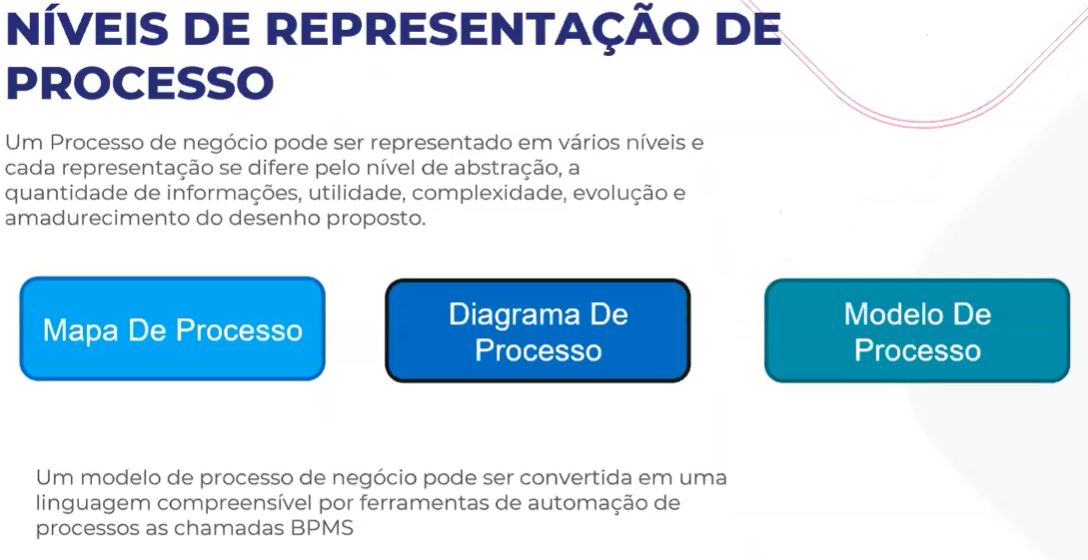 NÍVEIS DE REPRESENTAÇÃO DE
PROCESSO
Um Processo de negócio pode ser representado em vários níveis e
cada representação se difere pelo nível de abstração, a
quantidade de informações, utilidade, complexidade, evolução e
amadurecimento do desenho proposto.
Mapa De Processo
Diagrama De
Processo
Modelo De
Processo
Um modelo de processo de negócio pode ser convertida em uma
linguagem compreensível por ferramentas de automação de
processos as chamadas BPMS